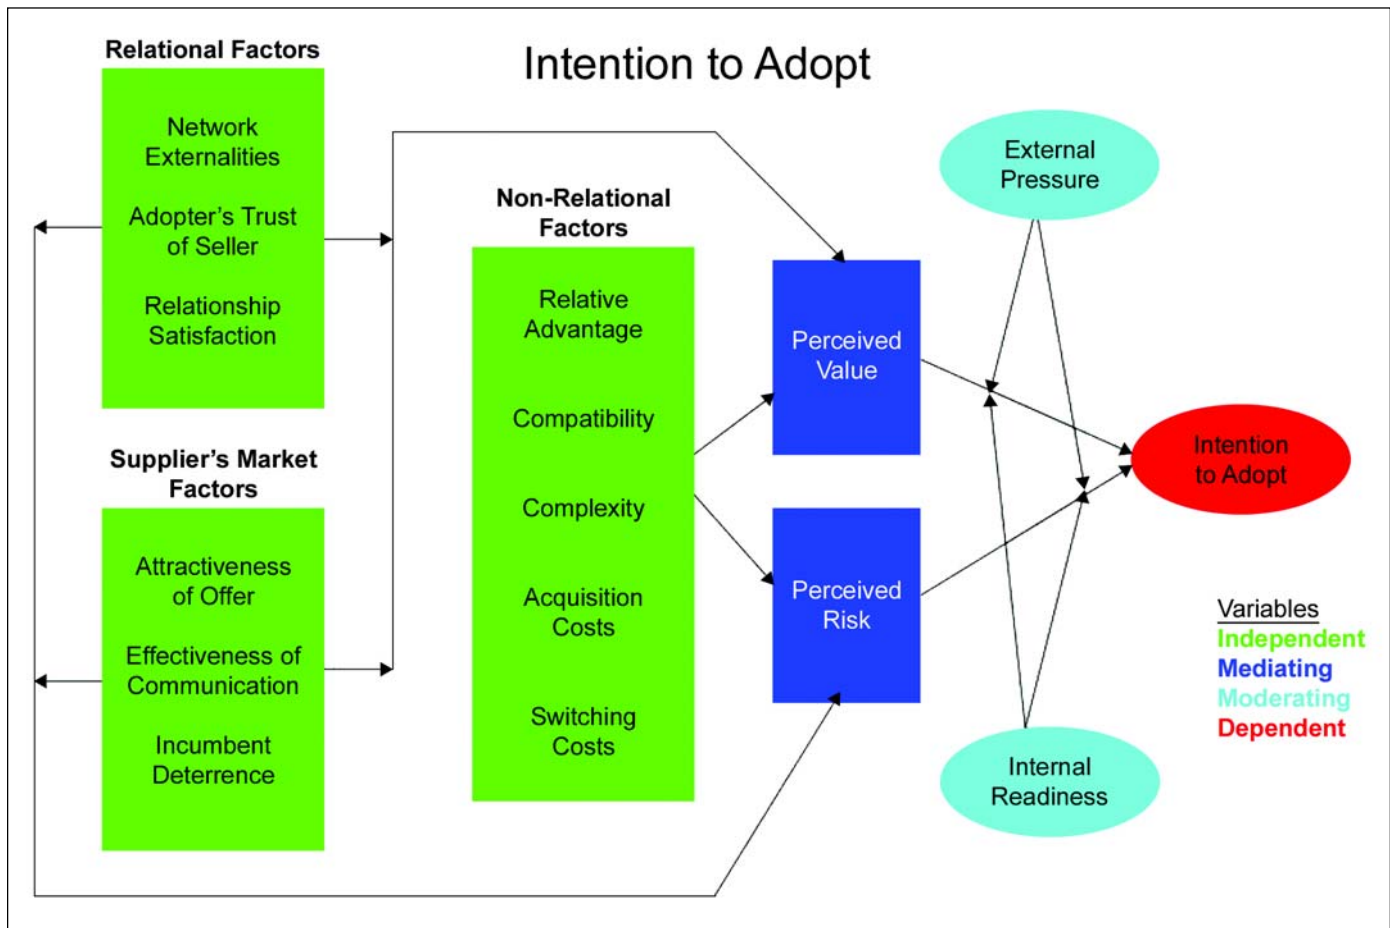 Intention to Adopt
Relational Factors
Network
Externalities
Adopter’s Trust
of Seller
Relationship
Satisfaction
Supplier’s Market
Factors
Attractiveness
of Offer
Effectiveness of
Communication
Incumbent
Deterrence
Non-Relational
Factors
Relative
Advantage
Compatibility
Complexity
Acquisition
Costs
Switching
Costs
Perceived
Value
Perceived
Risk
External
Pressure
Internal
Readiness
Intention
to Adopt
Variables
Independent
Mediating
Moderating
Dependent